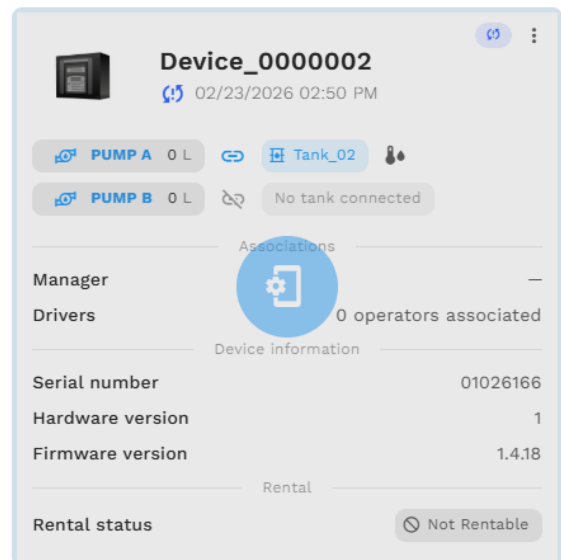 Device_0000002
02/23/2026 02:50 PM
PUMP A 0 L Tank_02
PUMP B 0 L No tank connected
Associations
Manager —
Drivers 0 operators associated
Device information
Serial number 01026166
Hardware version 1
Firmware version 1.4.18
Rental
Rental status Not Rentable